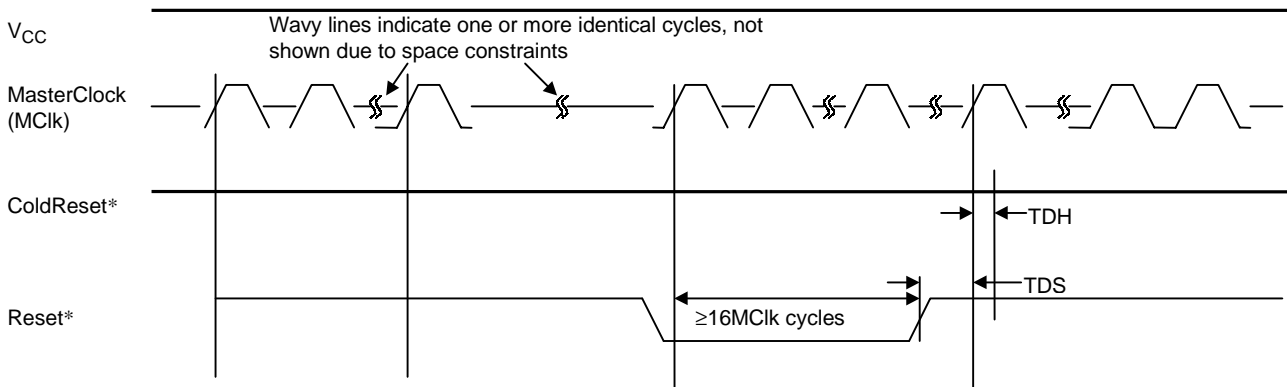 V_CC
Wavy lines indicate one or more identical cycles, not
shown due to space constraints
MasterClock
(MClk)
ColdReset*
TDH
TDS
Reset*
≥16MClk cycles